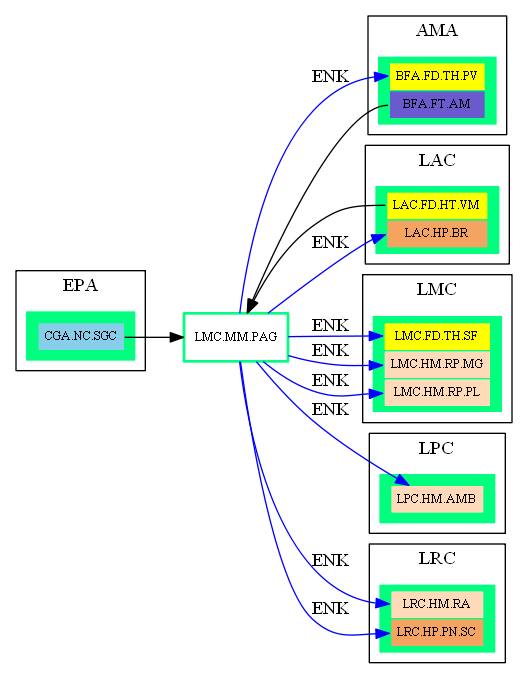 AMA
ENK
BFA.FD.TH.PV
BFA.FT.AM
LAC
LAC.FD.HT.VM
ENK
LAC.HP.BR
EPA
CGA.NC.SGC
LMC.MM.PAG
LMC
ENK
LMC.FD.TH.SF
ENK
LMC.HM.RP.MG
ENK
LMC.HM.RP.PL
ENK
LPC
LPC.HM.AMB
LRC
ENK
LRC.HM.RA
ENK
LRC.HP.PN.SC